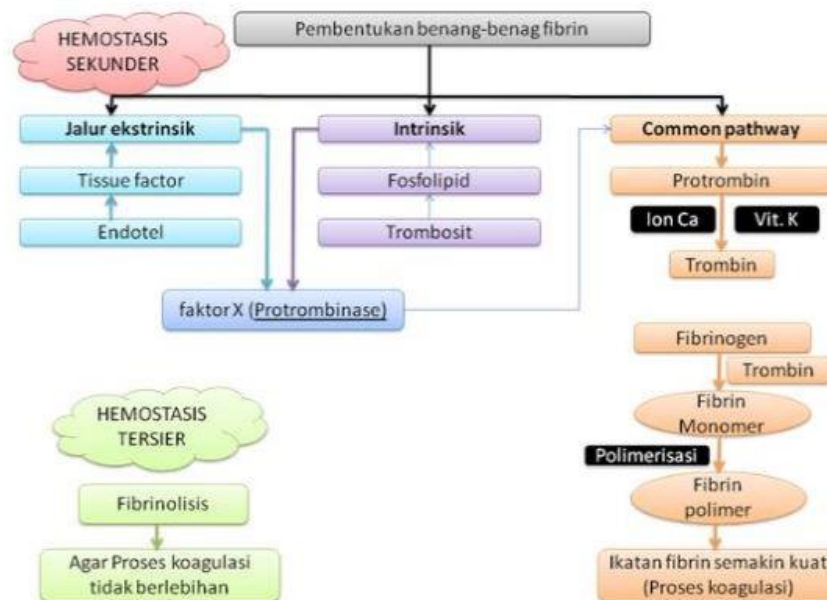 HEMOSTASIS
SEKUNDER
Pembentukan benang-benag fibrin
Jalur ekstrinsik
Intrinsik
Common pathway
Tissue factor
Fosfolipid
Protrombin
Ion Ca
Vit. K
Endotel
Trombosit
Trombin
faktor X (Protrombinase)
Fibrinogen
Trombin
HEMOSTASIS
TERSIER
Fibrin
Monomer
Polimerisasi
Fibrinolisis
Fibrin
polimer
Agar Proses koagulasi
tidak berlebihan
Ikatan fibrin semakin kuat
(Proses koagulasi)